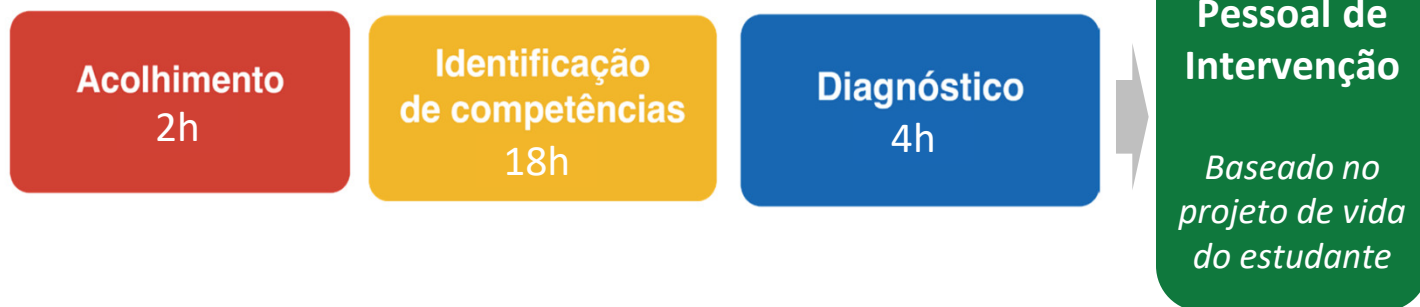 Acolhimento
2h
Identificação
de competências
18h
Diagnóstico
4h
Pessoal de
Intervenção
Baseado no
projeto de vida
do estudante